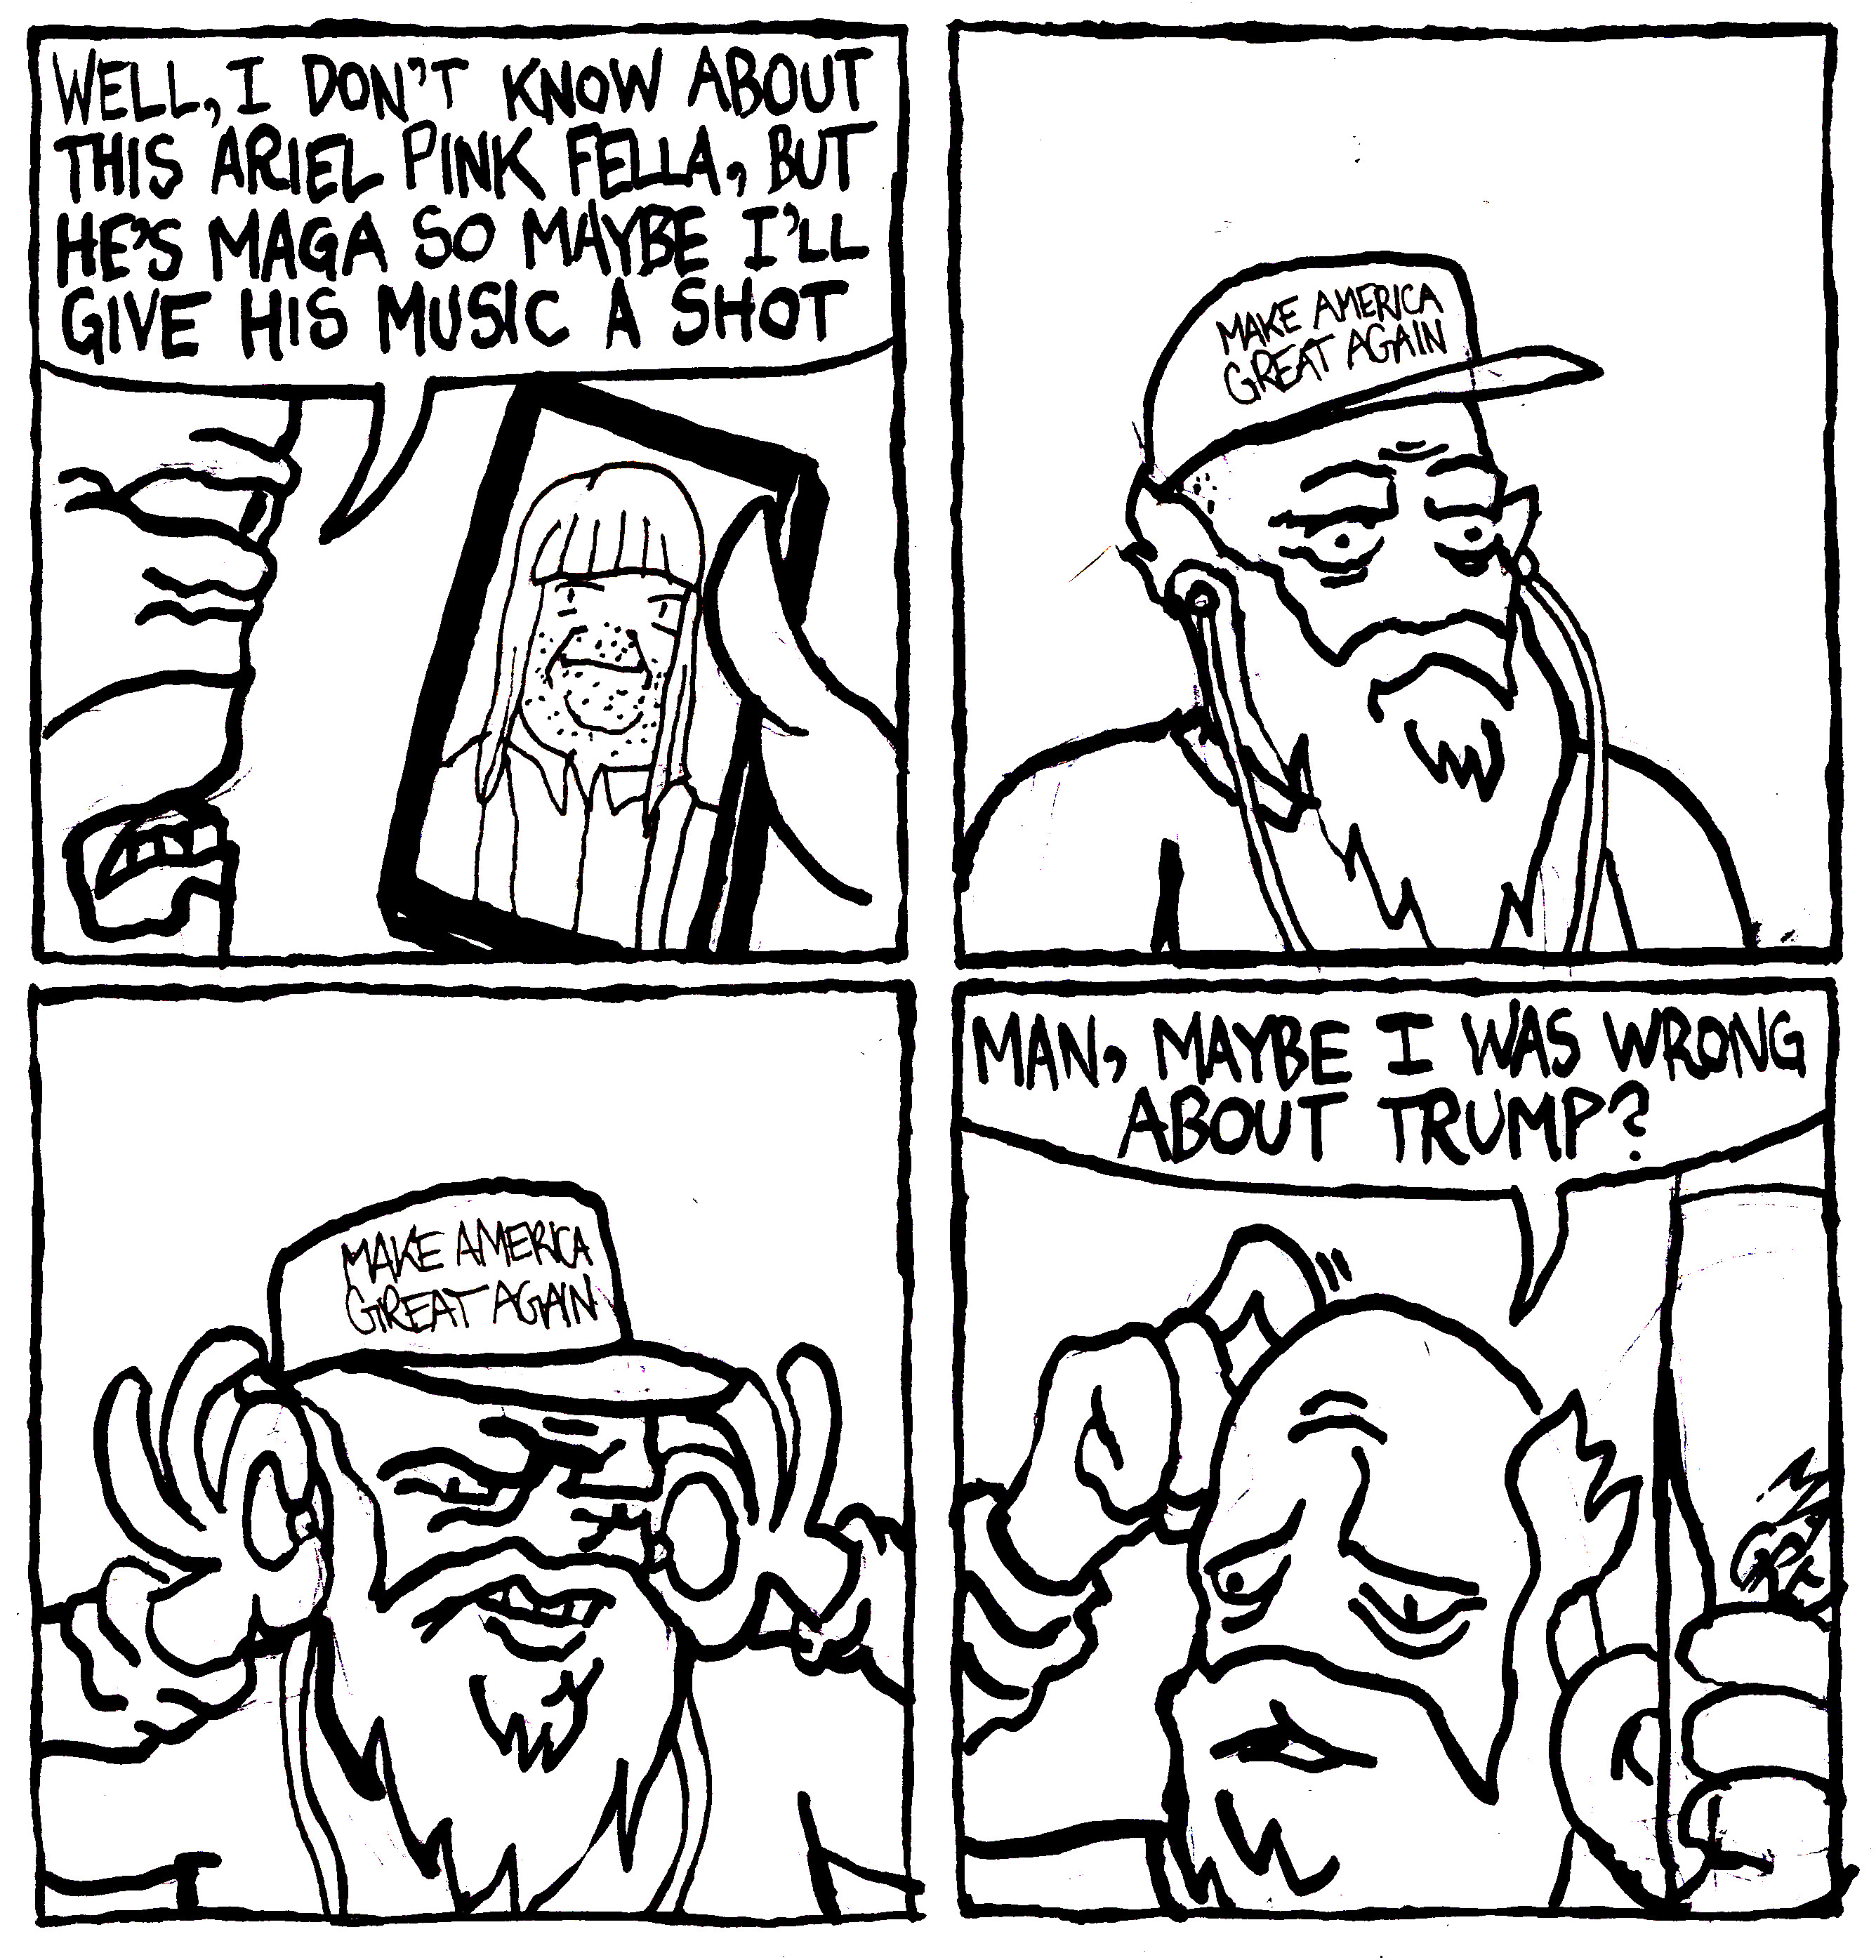 WELL, I DON'T KNOW ABOUT
THIS ARIEL PINK FELLA, BUT
HE'S MAGA SO MAYBE I'LL
GIVE HIS MUSIC A SHOT
MAKE AMERICA
GREAT AGAIN
MAKE AMERICA
GREAT AGAIN
MAN, MAYBE I WAS WRONG
ABOUT TRUMP?